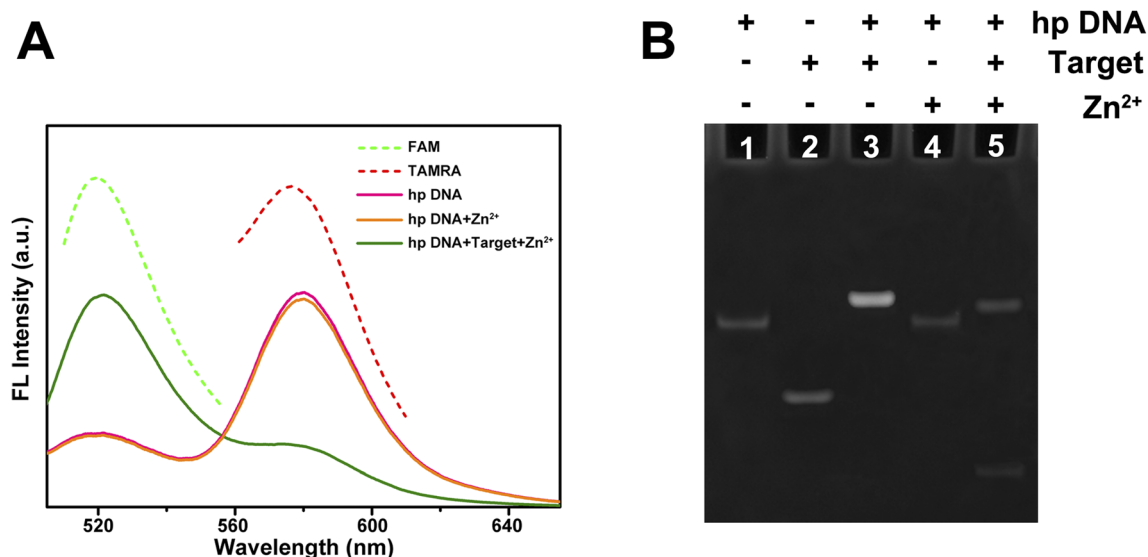 A
FL Intensity (a.u.)
FAM
TAMRA
hp DNA
hp DNA+Zn²⁺
hp DNA+Target+Zn²⁺
520 560 600 640
Wavelength (nm)
B
+ - + + + hp DNA
- + + - + Target
- - - + + Zn²⁺
1 2 3 4 5